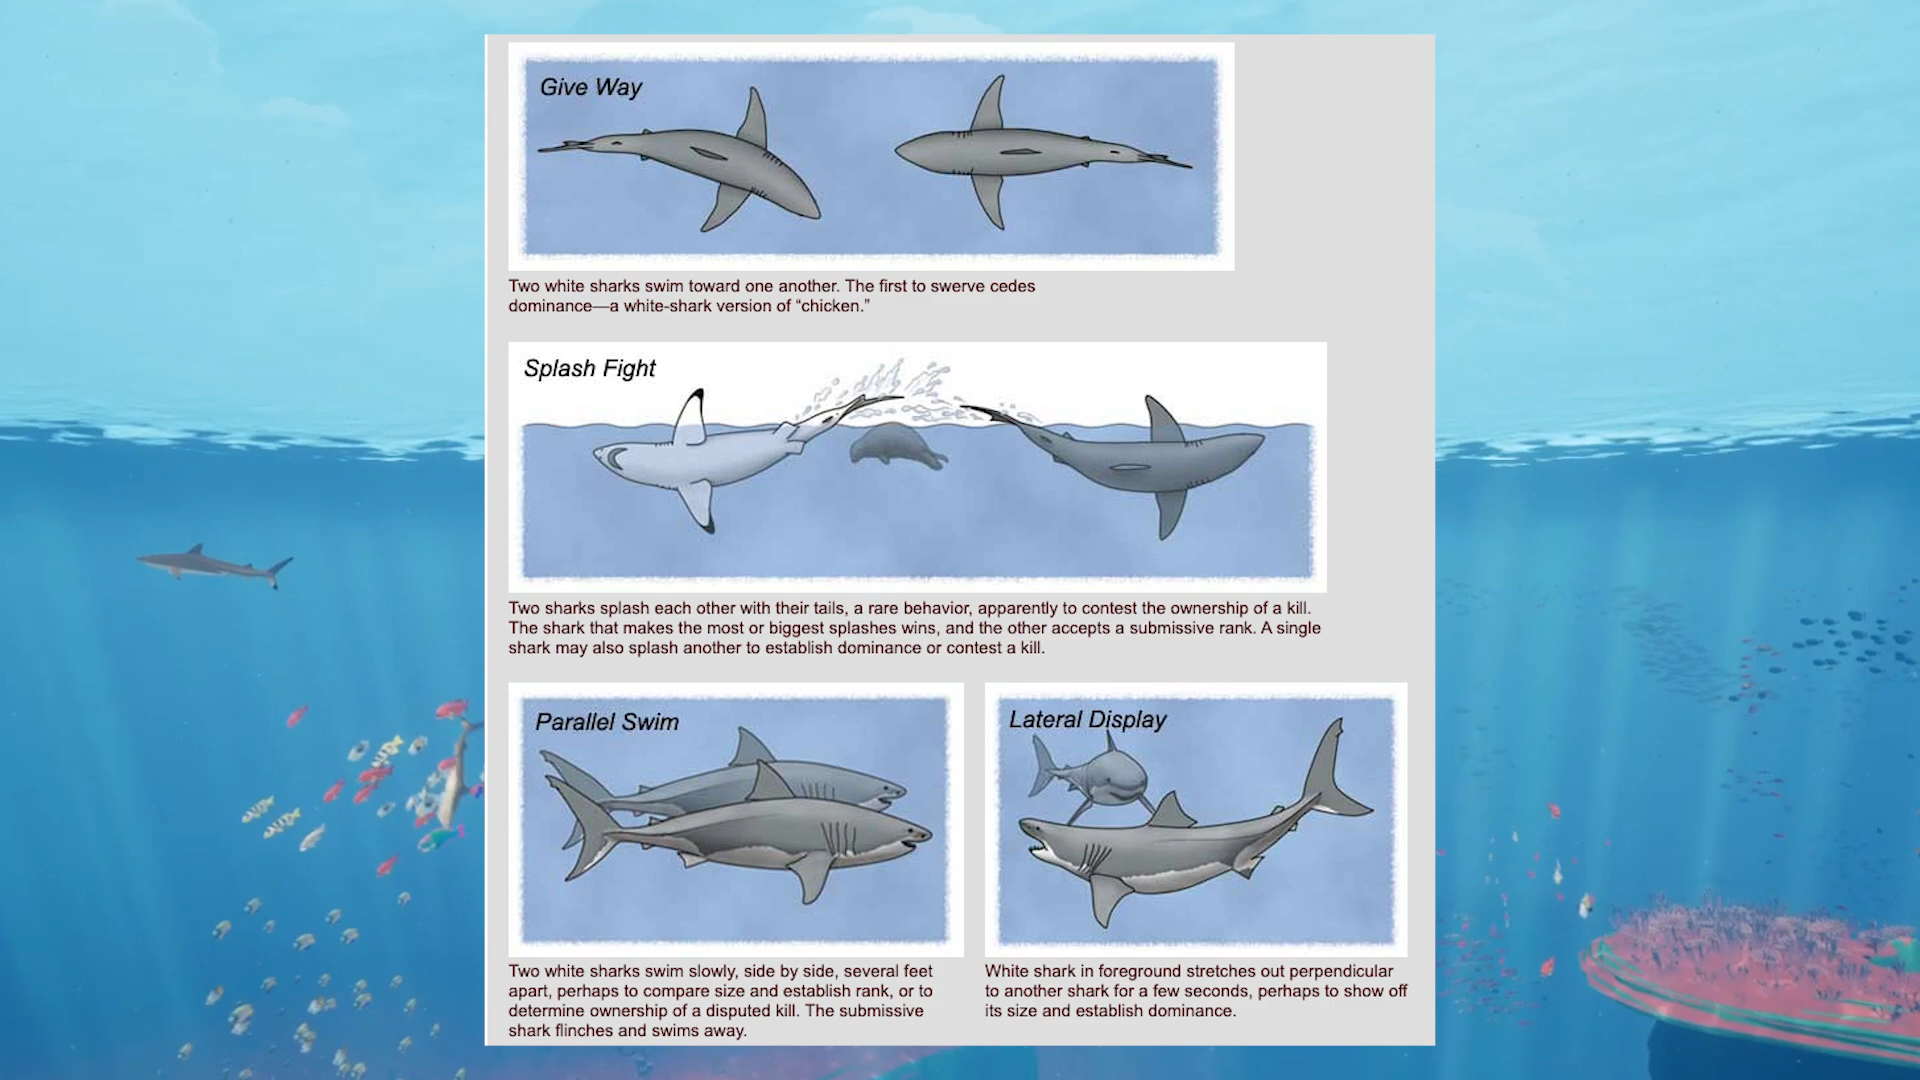 Give Way
Two white sharks swim toward one another. The first to swerve cedes
dominance—a white-shark version of “chicken.”
Splash Fight
Two sharks splash each other with their tails, a rare behavior, apparently to contest the ownership of a kill.
The shark that makes the most or biggest splashes wins, and the other accepts a submissive rank. A single
shark may also splash another to establish dominance or contest a kill.
Parallel Swim
Two white sharks swim slowly, side by side, several feet
apart, perhaps to compare size and establish rank, or to
determine ownership of a disputed kill. The submissive
shark flinches and swims away.
Lateral Display
White shark in foreground stretches out perpendicular
to another shark for a few seconds, perhaps to show off
its size and establish dominance.